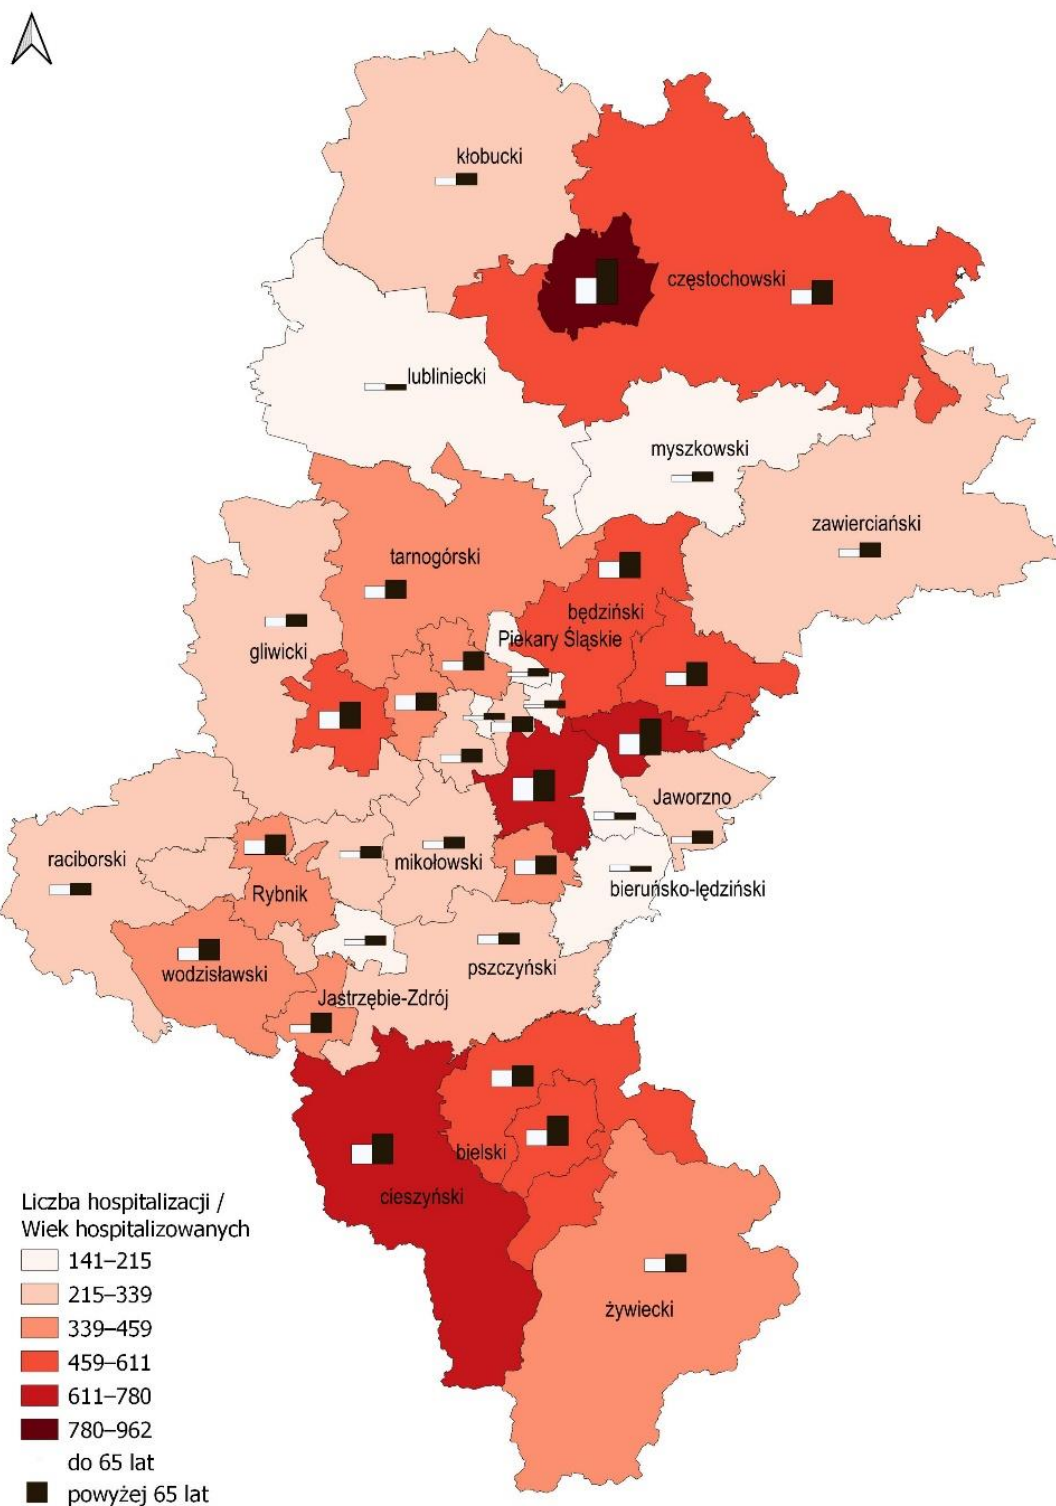 kłobucki
częstochowski
lubliniecki
myszkowski
zawierciański
tarnogórski
będziński
Piekary Śląskie
gliwicki
Jaworzno
raciborski
mikołowski
bieruńsko-lędziński
Rybnik
wodzisławski
pszczyński
Jastrzębie-Zdrój
bielski
cieszyński
żywiecki
Liczba hospitalizacji /
Wiek hospitalizowanych
141–215
215–339
339–459
459–611
611–780
780–962
do 65 lat
powyżej 65 lat